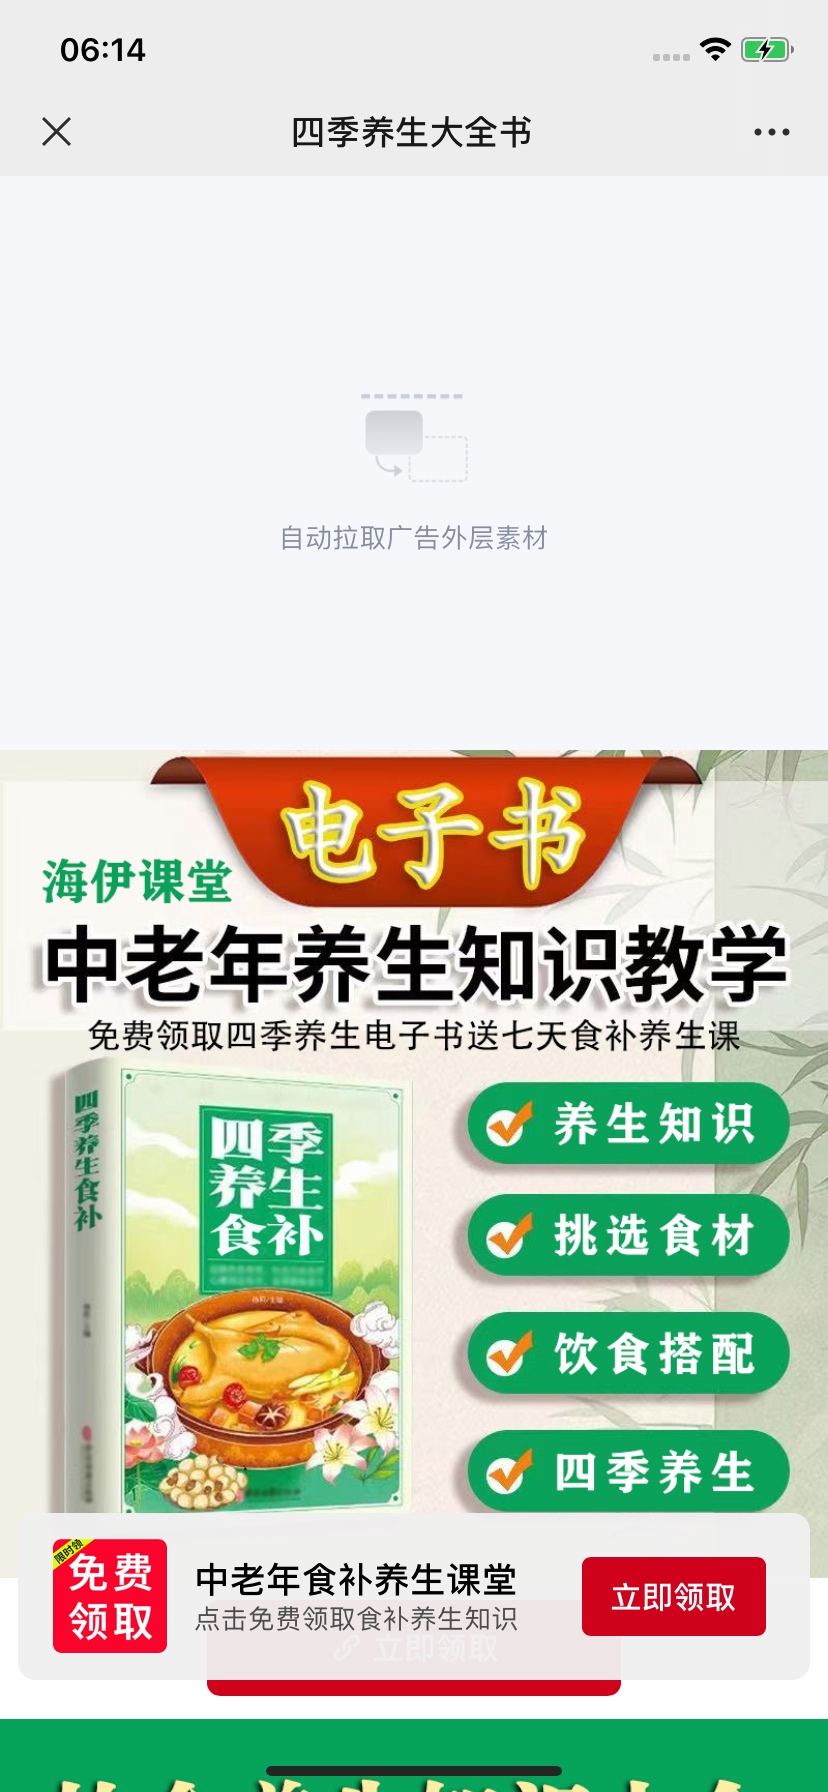 06:14
四季养生大全书
自动拉取广告外层素材
电子书
海伊课堂
中老年养生知识教学
免费领取四季养生电子书送七天食补养生课
四季养生食补
四季
养生
食补
养生知识
挑选食材
饮食搭配
四季养生
限时领
免费
领取
中老年食补养生课堂
点击免费领取食补养生知识
立即领取
立即领取